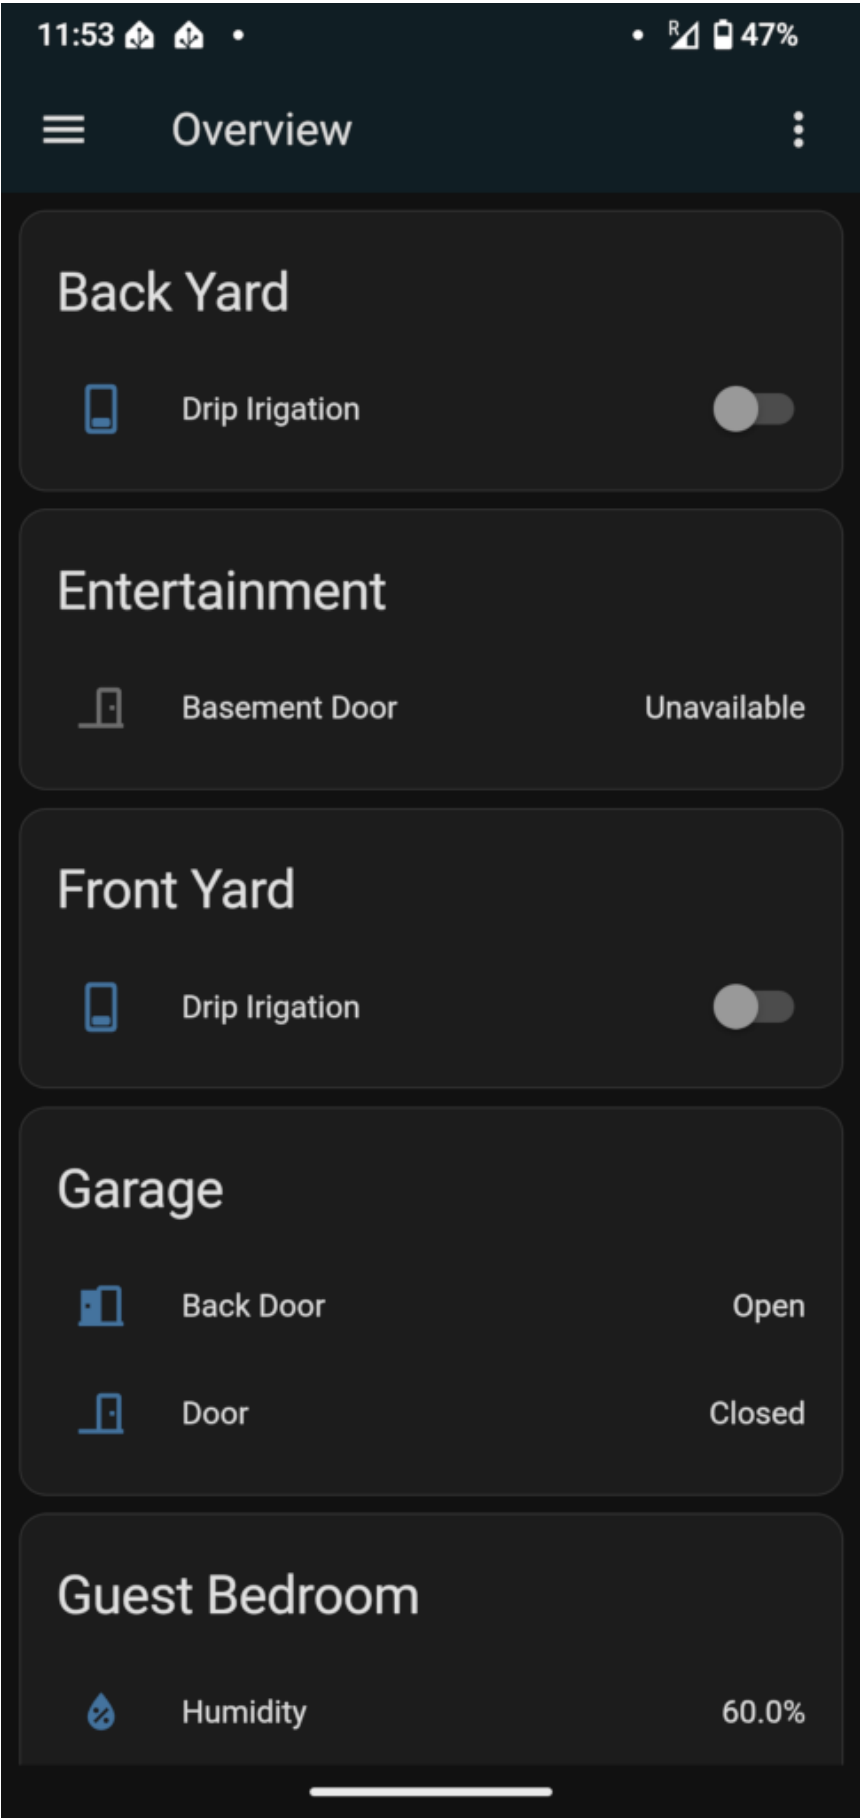 11:53 R 47%
Overview
Back Yard
Drip Irigation
Entertainment
Basement Door Unavailable
Front Yard
Drip Irigation
Garage
Back Door Open
Door Closed
Guest Bedroom
Humidity 60.0%